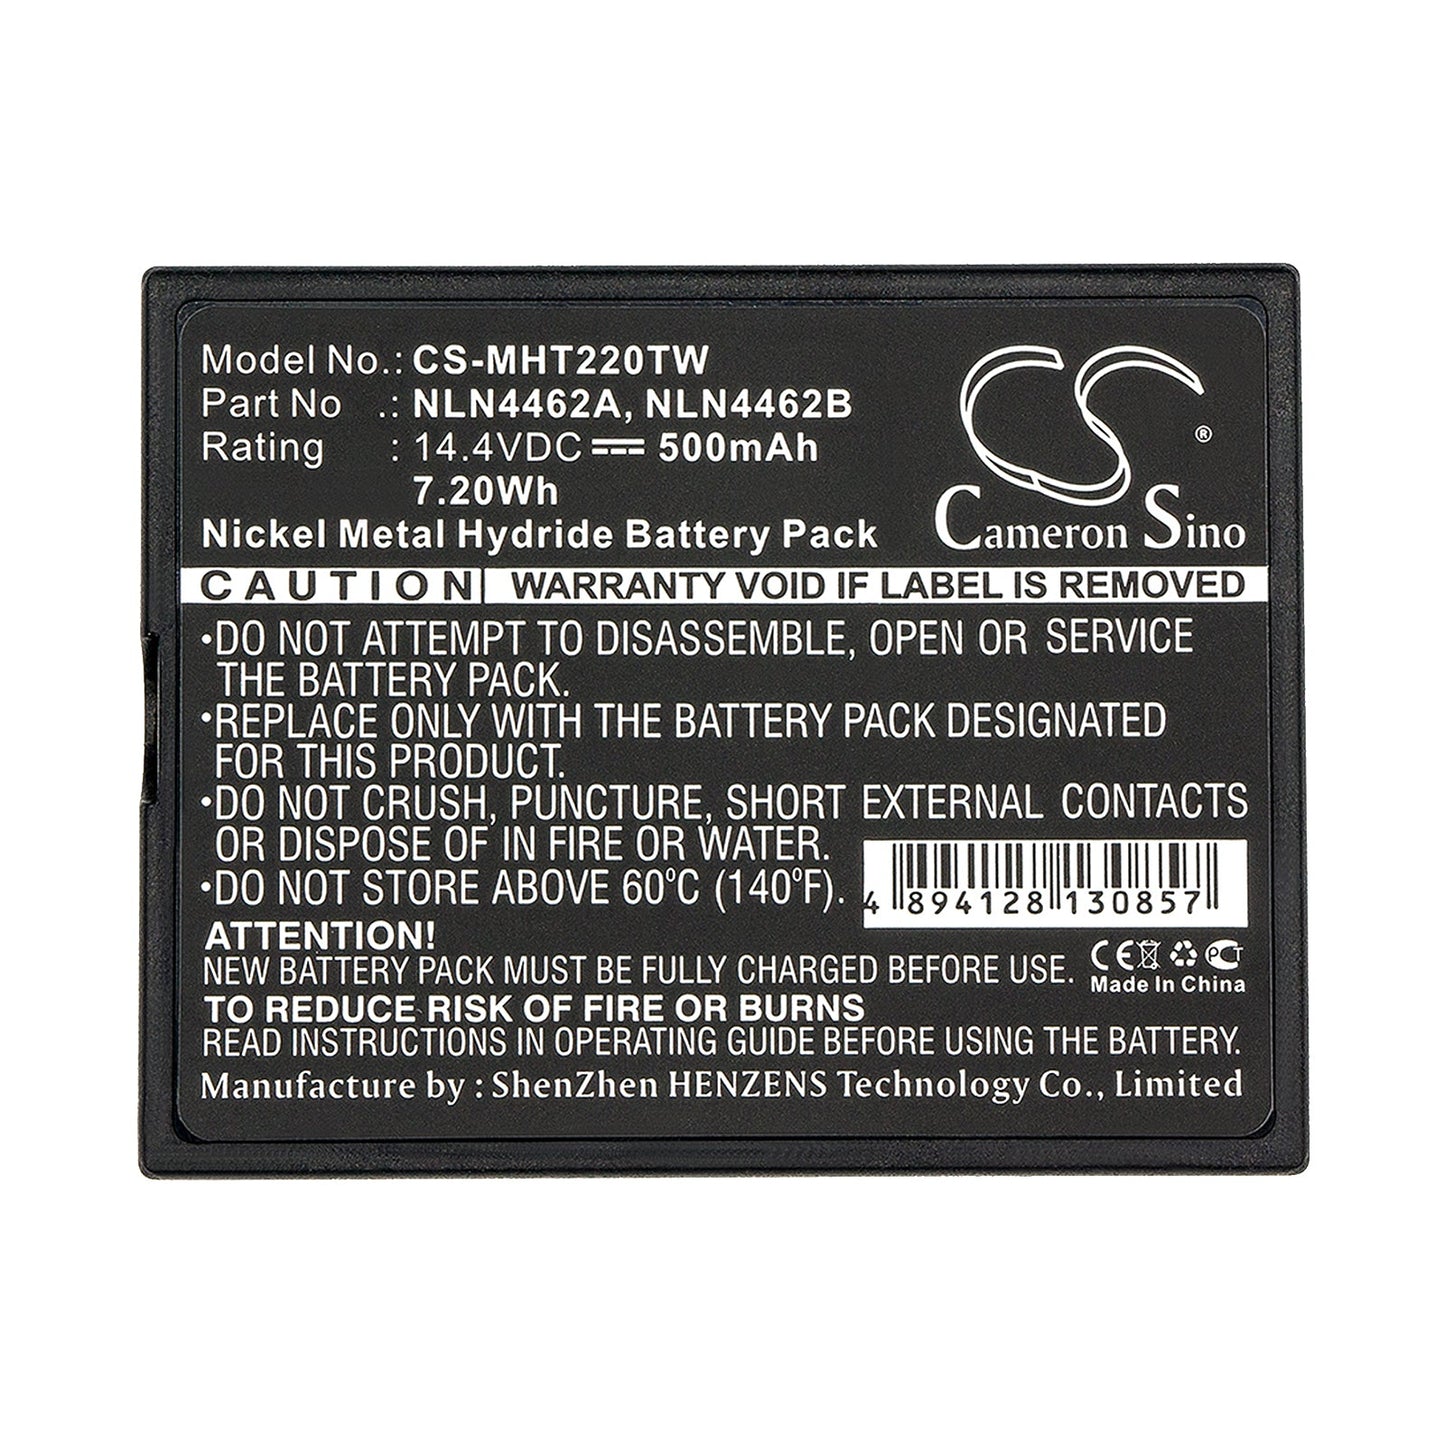 Model No.: CS-MHT220TW
Part No .: NLN4462A, NLN4462B
Rating : 14.4VDC 500mAh
7.20Wh
Nickel Metal Hydride Battery Pack
CS
®
Cameron Sino
CAUTION WARRANTY VOID IF LABEL IS REMOVED
•DO NOT ATTEMPT TO DISASSEMBLE, OPEN OR SERVICE
THE BATTERY PACK.
•REPLACE ONLY WITH THE BATTERY PACK DESIGNATED
FOR THIS PRODUCT.
•DO NOT CRUSH, PUNCTURE, SHORT EXTERNAL CONTACTS
OR DISPOSE OF IN FIRE OR WATER.
•DO NOT STORE ABOVE 60ºC (140ºF).
4 894128 130857
ATTENTION!
NEW BATTERY PACK MUST BE FULLY CHARGED BEFORE USE.
CE PCT
Made In China
TO REDUCE RISK OF FIRE OR BURNS
READ INSTRUCTIONS IN OPERATING GUIDE BEFORE USING THE BATTERY.
Manufacture by : ShenZhen HENZENS Technology Co., Limited